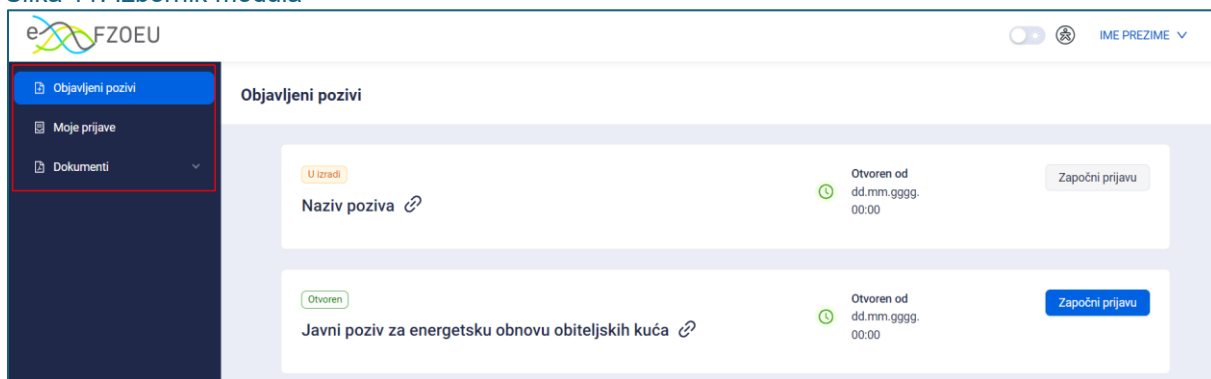 eFZOEU
IME PREZIME
Objavljeni pozivi
Moje prijave
Dokumenti
Objavljeni pozivi
U izradi
Naziv poziva
Otvoren od
dd.mm.gggg.
00:00
Započni prijavu
Otvoren
Javni poziv za energetsku obnovu obiteljskih kuća
Otvoren od
dd.mm.gggg.
00:00
Započni prijavu